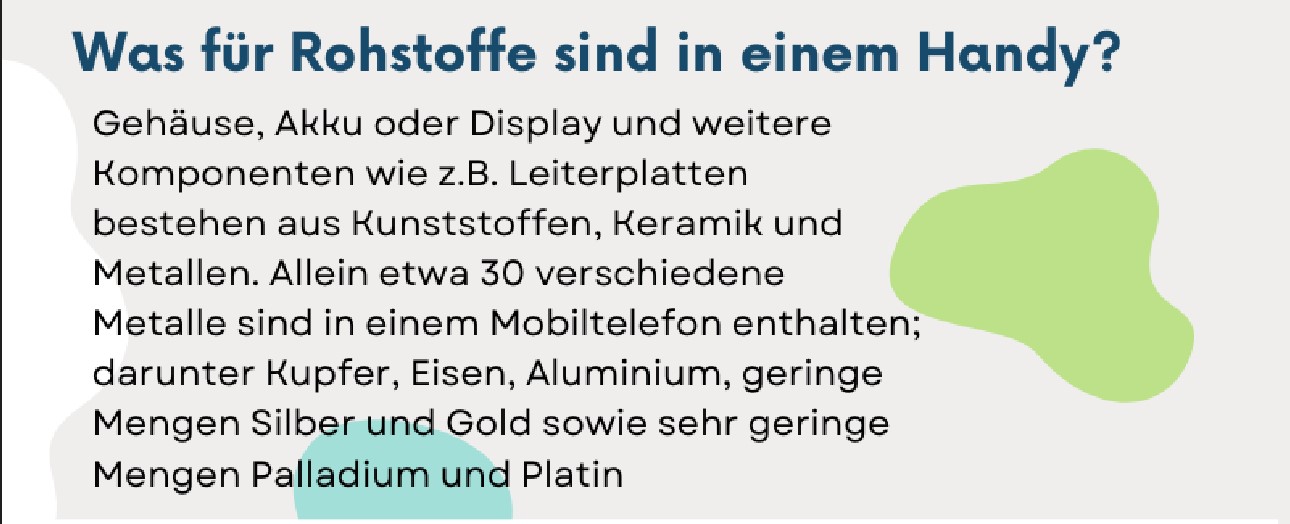 Was für Rohstoffe sind in einem Handy?
Gehäuse, Akku oder Display und weitere
Komponenten wie z.B. Leiterplatten
bestehen aus Kunststoffen, Keramik und
Metallen. Allein etwa 30 verschiedene
Metalle sind in einem Mobiltelefon enthalten;
darunter Kupfer, Eisen, Aluminium, geringe
Mengen Silber und Gold sowie sehr geringe
Mengen Palladium und Platin